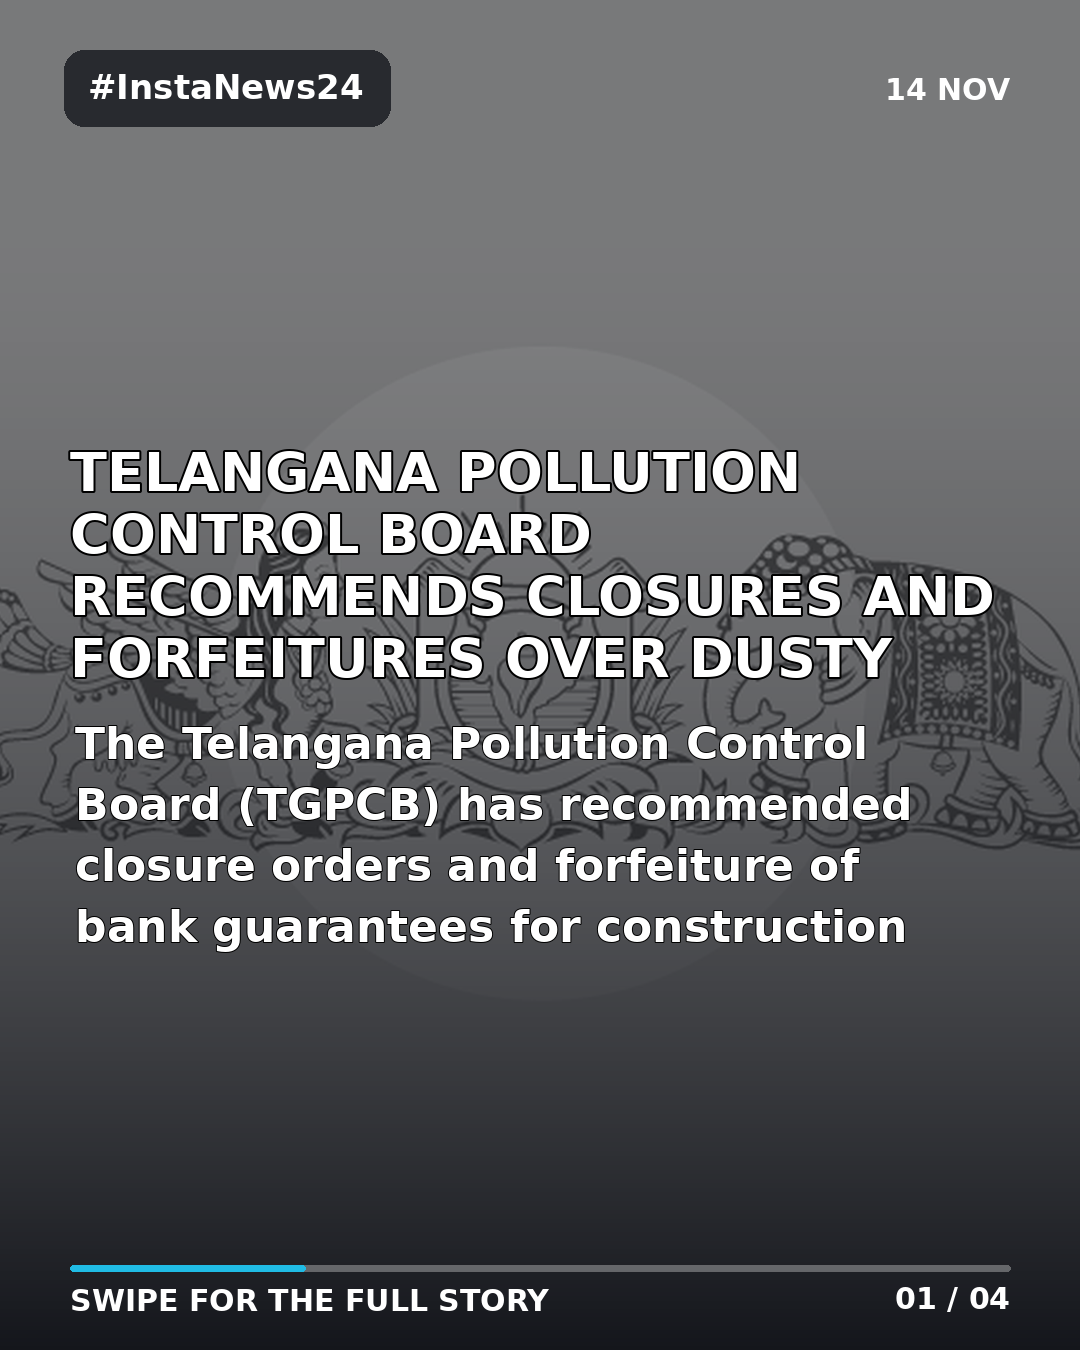 #InstaNews24
14 NOV
TELANGANA POLLUTION
CONTROL BOARD
RECOMMENDS CLOSURES AND
FORFEITURES OVER DUSTY
The Telangana Pollution Control
Board (TGPCB) has recommended
closure orders and forfeiture of
bank guarantees for construction
SWIPE FOR THE FULL STORY
01 / 04